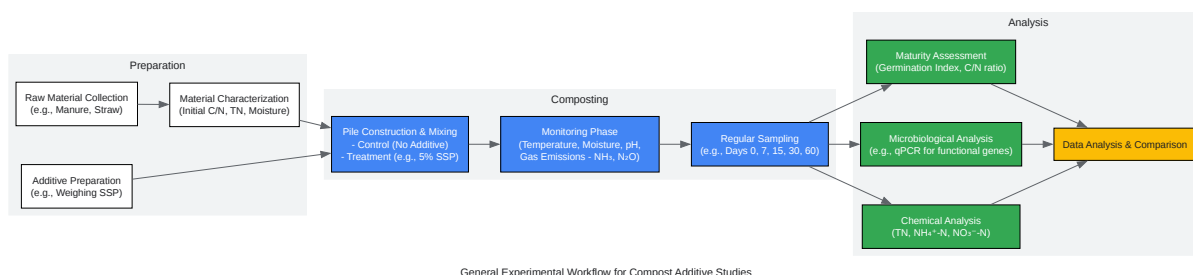 Preparation
Raw Material Collection
(e.g., Manure, Straw)
Material Characterization
(Initial C/N, TN, Moisture)
Additive Preparation
(e.g., Weighing SSP)
Composting
Pile Construction & Mixing
- Control (No Additive)
- Treatment (e.g., 5% SSP)
Monitoring Phase
(Temperature, Moisture, pH,
Gas Emissions - NH₃, N₂O)
Regular Sampling
(e.g., Days 0, 7, 15, 30, 60)
Analysis
Maturity Assessment
(Germination Index, C/N ratio)
Microbiological Analysis
(e.g., qPCR for functional genes)
Chemical Analysis
(TN, NH₄⁺-N, NO₃⁻-N)
Data Analysis & Comparison
General Experimental Workflow for Compost Additive Studies